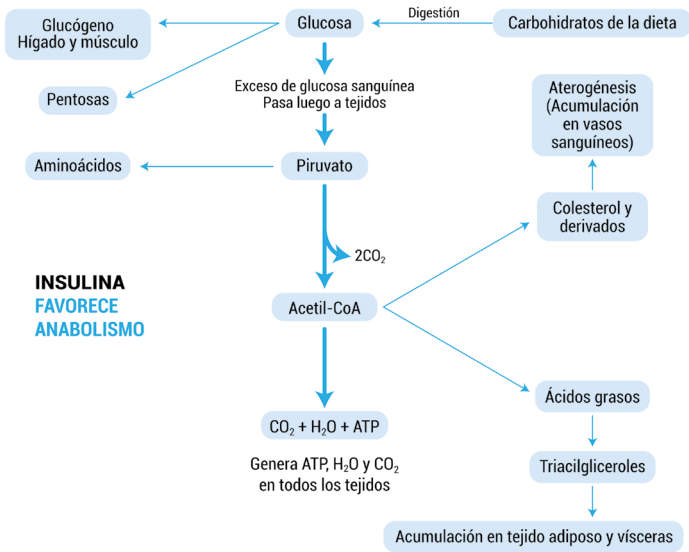 Glucógeno
Hígado y músculo
Glucosa
Digestión
Carbohidratos de la dieta
Exceso de glucosa sanguínea
Pasa luego a tejidos
Pentosas
Aterogénesis
(Acumulación
en vasos
sanguíneos)
Aminoácidos
Piruvato
Colesterol y
derivados
2CO₂
INSULINA
FAVORECE
ANABOLISMO
Acetil-CoA
Ácidos grasos
CO₂ + H₂O + ATP
Genera ATP, H₂O y CO₂
en todos los tejidos
Triacilgliceroles
Acumulación en tejido adiposo y vísceras